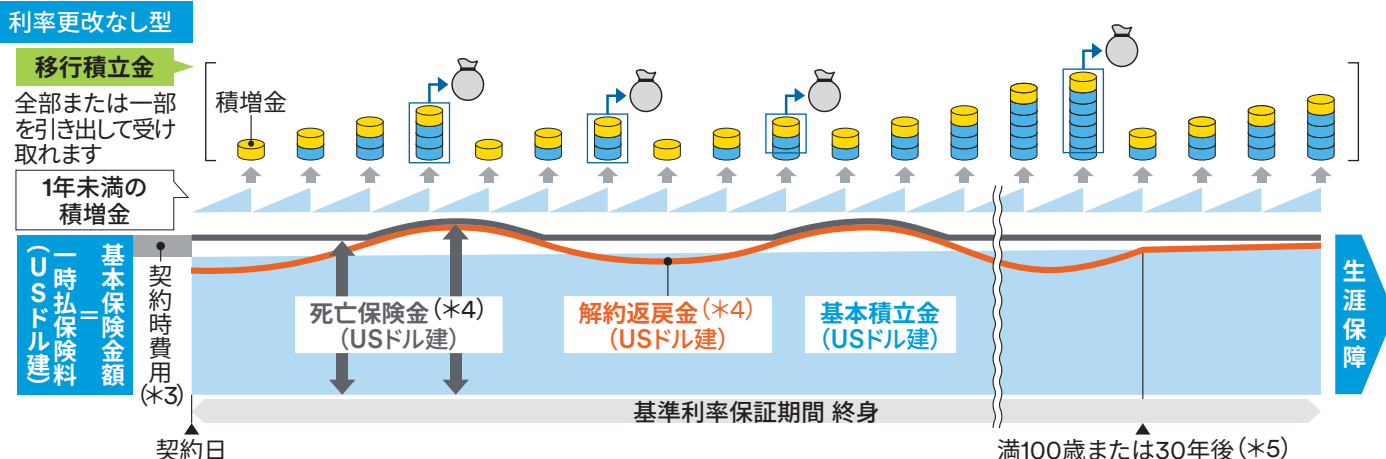 利率更改なし型
移行積立金
全部または一部
を引き出して受け
取れます
積増金
1年未満の
積増金
基本保険金額
=
一時払保険料
(USドル建)
契約時費用
(*3)
死亡保険金(*4)
(USドル建)
解約返戻金(*4)
(USドル建)
基本積立金
(USドル建)
生涯保障
基準利率保証期間 終身
▲
契約日
▲
満100歳または30年後(*5)